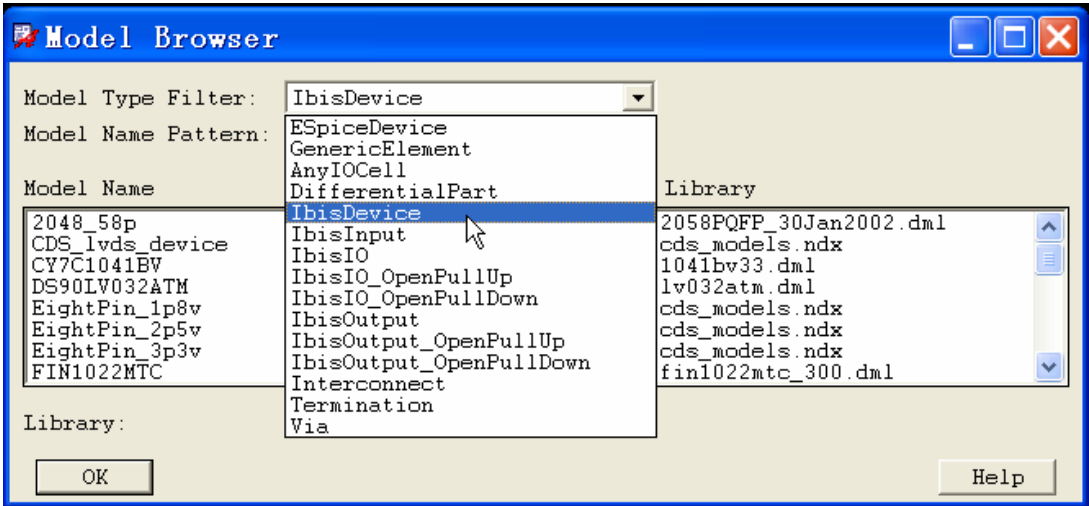 Model Browser
Model Type Filter: IbisDevice
Model Name Pattern:
ESpiceDevice
GenericElement
AnyIOCell
DifferentialPart
IbisDevice
IbisInput
IbisIO
IbisIO_OpenPullUp
IbisIO_OpenPullDown
IbisOutput
IbisOutput_OpenPullUp
IbisOutput_OpenPullDown
Interconnect
Termination
Via
Model Name Library
2048_58p 2058PQFP_30Jan2002.dml
CDS_lvds_device cds_models.ndx
CY7C1041BV 1041bv33.dml
DS90LV032ATM lv032atm.dml
EightPin_1p8v cds_models.ndx
EightPin_2p5v cds_models.ndx
EightPin_3p3v cds_models.ndx
FIN1022MTC fin1022mtc_300.dml
Library:
OK Help